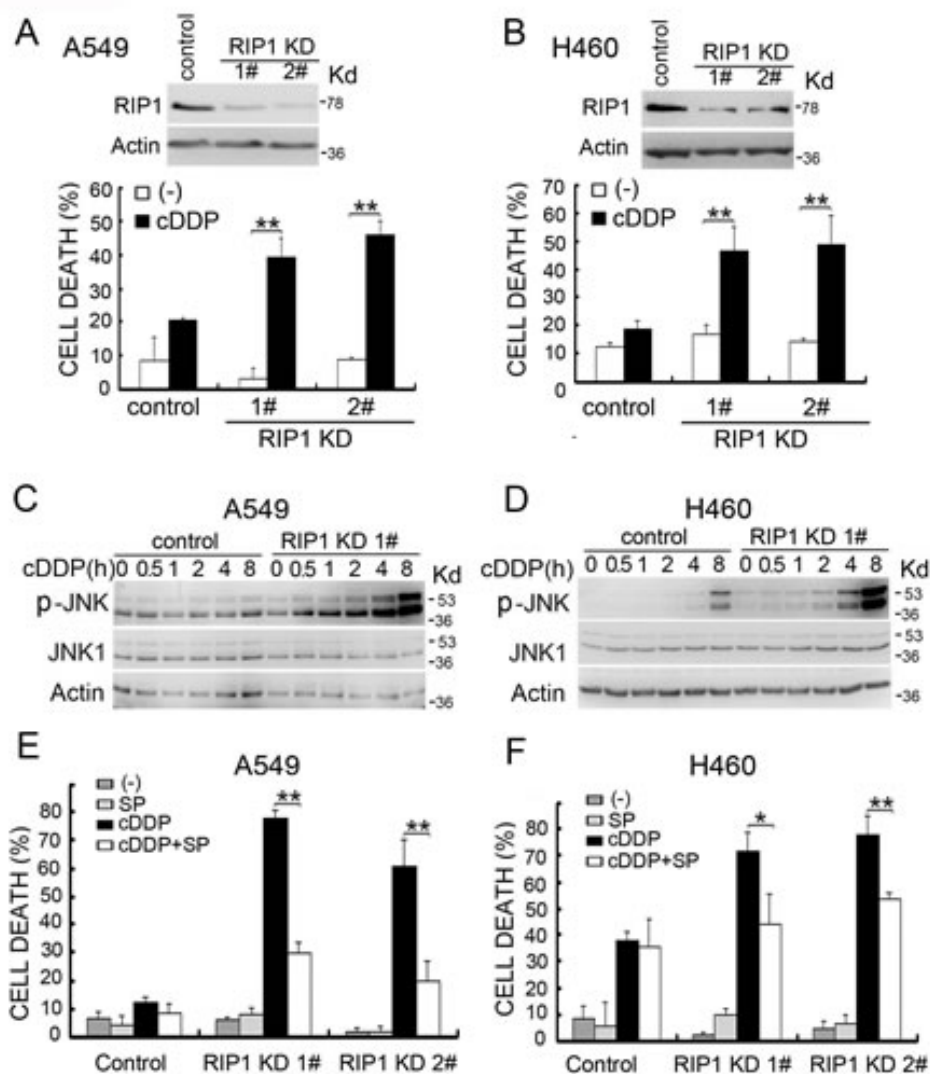 A A549
control
RIP1 KD
1# 2# Kd
RIP1 -78
Actin -36
(-)
cDDP
** **
CELL DEATH (%)
60
50
40
30
20
10
0
control 1# 2#
RIP1 KD
B H460
control
RIP1 KD
1# 2# Kd
RIP1 -78
Actin -36
(-)
cDDP
** **
CELL DEATH (%)
70
60
50
40
30
20
10
0
control 1# 2#
RIP1 KD
C A549
control RIP1 KD 1#
cDDP(h) 0 0.5 1 2 4 8 0 0.5 1 2 4 8 Kd
p-JNK -53
-36
JNK1 -53
-36
Actin -36
D H460
control RIP1 KD 1#
cDDP(h) 0 0.5 1 2 4 8 0 0.5 1 2 4 8 Kd
p-JNK -53
-36
JNK1 -53
-36
Actin -36
E A549
(-)
SP
cDDP
cDDP+SP
** **
CELL DEATH (%)
80
70
60
50
40
30
20
10
0
Control RIP1 KD 1# RIP1 KD 2#
F H460
(-)
SP
cDDP
cDDP+SP
* **
CELL DEATH (%)
80
70
60
50
40
30
20
10
0
Control RIP1 KD 1# RIP1 KD 2#